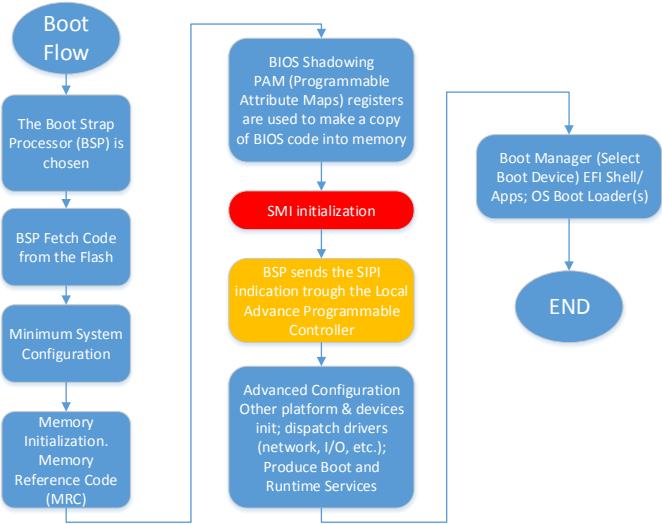 Boot
Flow
The Boot Strap
Processor (BSP) is
chosen
BSP Fetch Code
from the Flash
Minimum System
Configuration
Memory
Initialization.
Memory
Reference Code
(MRC)
BIOS Shadowing
PAM (Programmable
Attribute Maps) registers
are used to make a copy
of BIOS code into memory
SMI initialization
BSP sends the SIPI
indication trough the Local
Advance Programmable
Controller
Advanced Configuration
Other platform & devices
init; dispatch drivers
(network, I/O, etc.);
Produce Boot and
Runtime Services
Boot Manager (Select
Boot Device) EFI Shell/
Apps; OS Boot Loader(s)
END